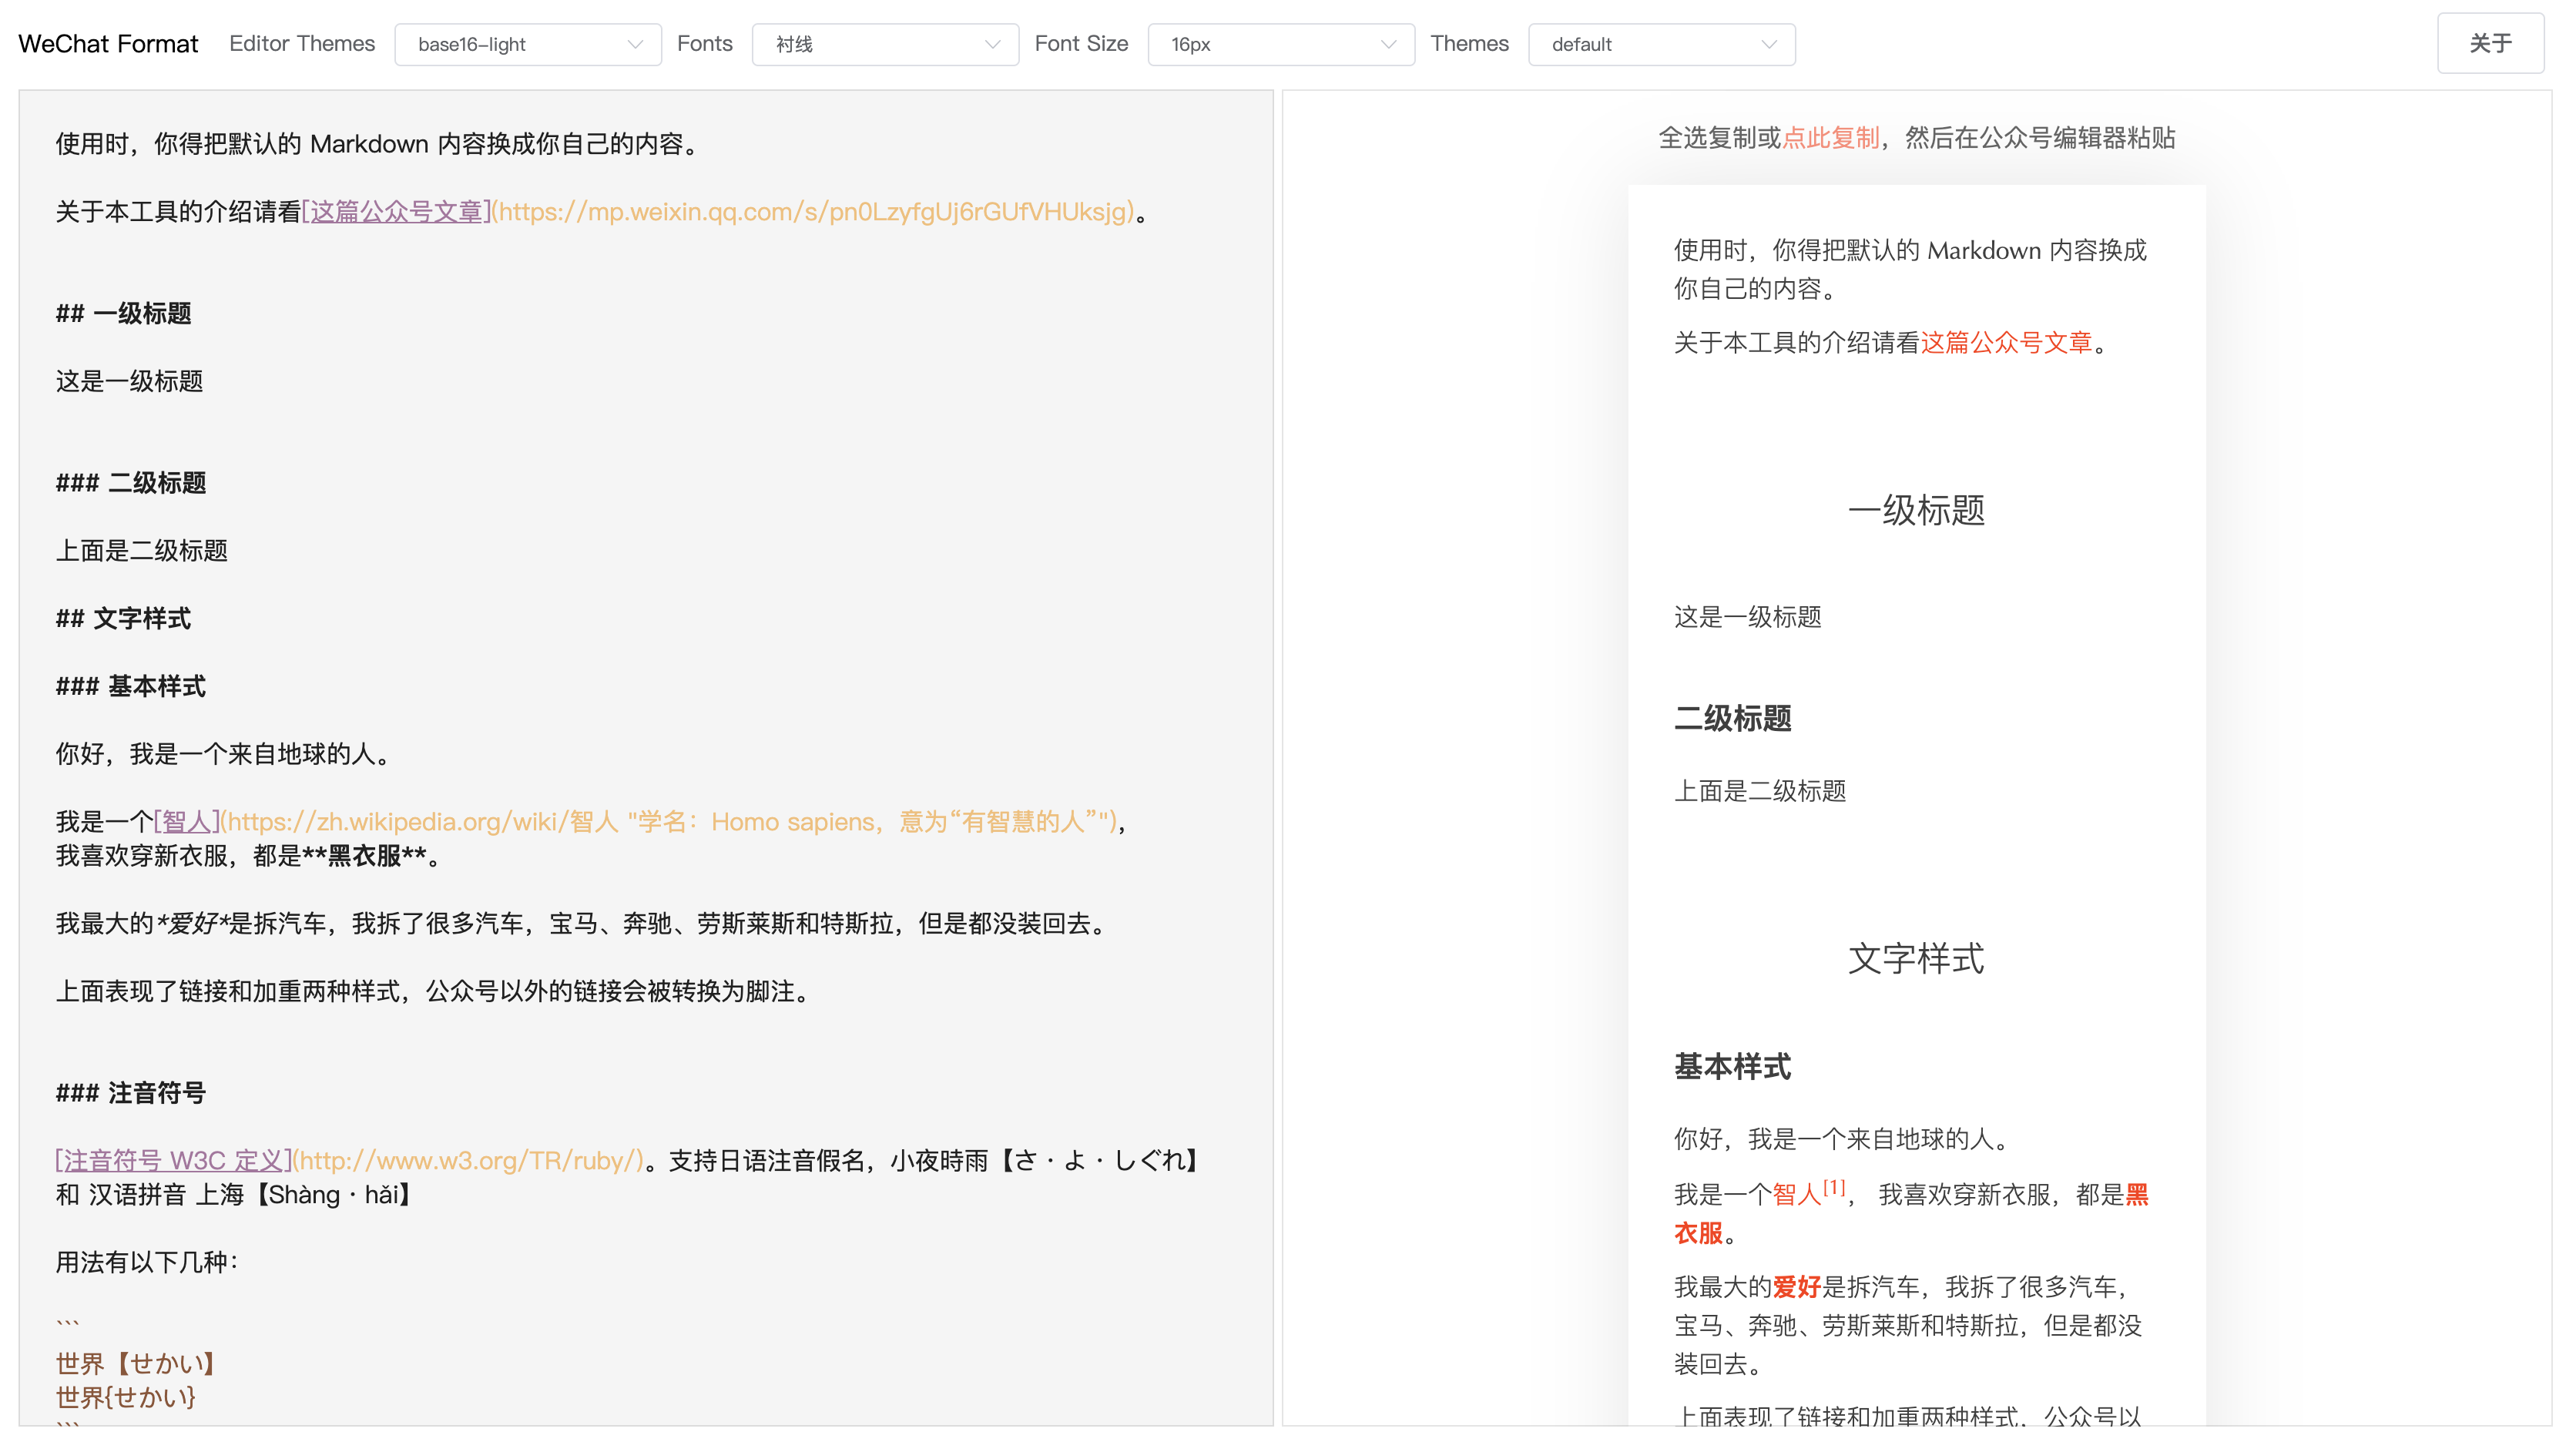 WeChat Format Editor Themes base16-light Fonts 衬线 Font Size 16px Themes default 关于
使用时，你得把默认的 Markdown 内容换成你自己的内容。
关于本工具的介绍请看[这篇公众号文章](https://mp.weixin.qq.com/s/pn0LzyfgUj6rGUfVHUksjg)。
## 一级标题
这是一级标题
### 二级标题
上面是二级标题
## 文字样式
### 基本样式
你好，我是一个来自地球的人。
我是一个[智人](https://zh.wikipedia.org/wiki/智人 "学名：Homo sapiens，意为“有智慧的人”")，
我喜欢穿新衣服，都是**黑衣服**。
我最大的*爱好*是拆汽车，我拆了很多汽车，宝马、奔驰、劳斯莱斯和特斯拉，但是都没装回去。
上面表现了链接和加重两种样式，公众号以外的链接会被转换为脚注。
### 注音符号
[注音符号 W3C 定义](http://www.w3.org/TR/ruby/)。支持日语注音假名，小夜時雨【さ・よ・しぐれ】
和 汉语拼音 上海【Shàng・hǎi】
用法有以下几种：
```
世界【せかい】
世界{せかい}
```
全选复制或点此复制，然后在公众号编辑器粘贴
使用时，你得把默认的 Markdown 内容换成
你自己的内容。
关于本工具的介绍请看这篇公众号文章。
一级标题
这是一级标题
二级标题
上面是二级标题
文字样式
基本样式
你好，我是一个来自地球的人。
我是一个智人[1]， 我喜欢穿新衣服，都是黑
衣服。
我最大的爱好是拆汽车，我拆了很多汽车，
宝马、奔驰、劳斯莱斯和特斯拉，但是都没
装回去。
上面表现了链接和加重两种样式，公众号以